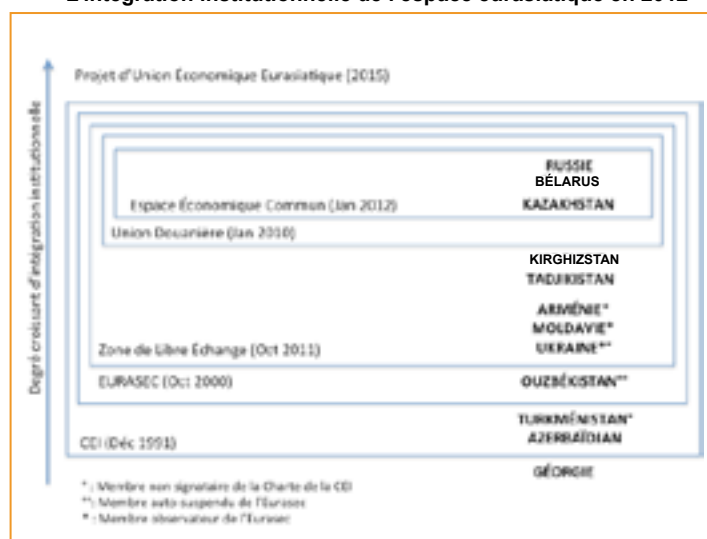 L'intégration institutionnelle de l'espace eurasiatique en 2012
Projet d'Union Économique Eurasiatique (2015)
Degré croissant d'intégration institutionnelle
RUSSIE
BÉLARUS
Espace Économique Commun (Jan 2012) KAZAKHSTAN
Union Douanière (Jan 2010)
KIRGHIZSTAN
TADJIKISTAN
ARMÉNIE*
MOLDAVIE*
Zone de Libre Échange (Oct 2011) UKRAINE*
EURASEC (Oct 2000) OUZBÉKISTAN**
TURKMÉNISTAN*
CEI (Déc 1991) AZERBAÏDJAN
GÉORGIE
* : Membre non signataire de la Charte de la CEI
**: Membre auto-suspendu de l'Eurasec
* : Membre observateur de l'Eurasec